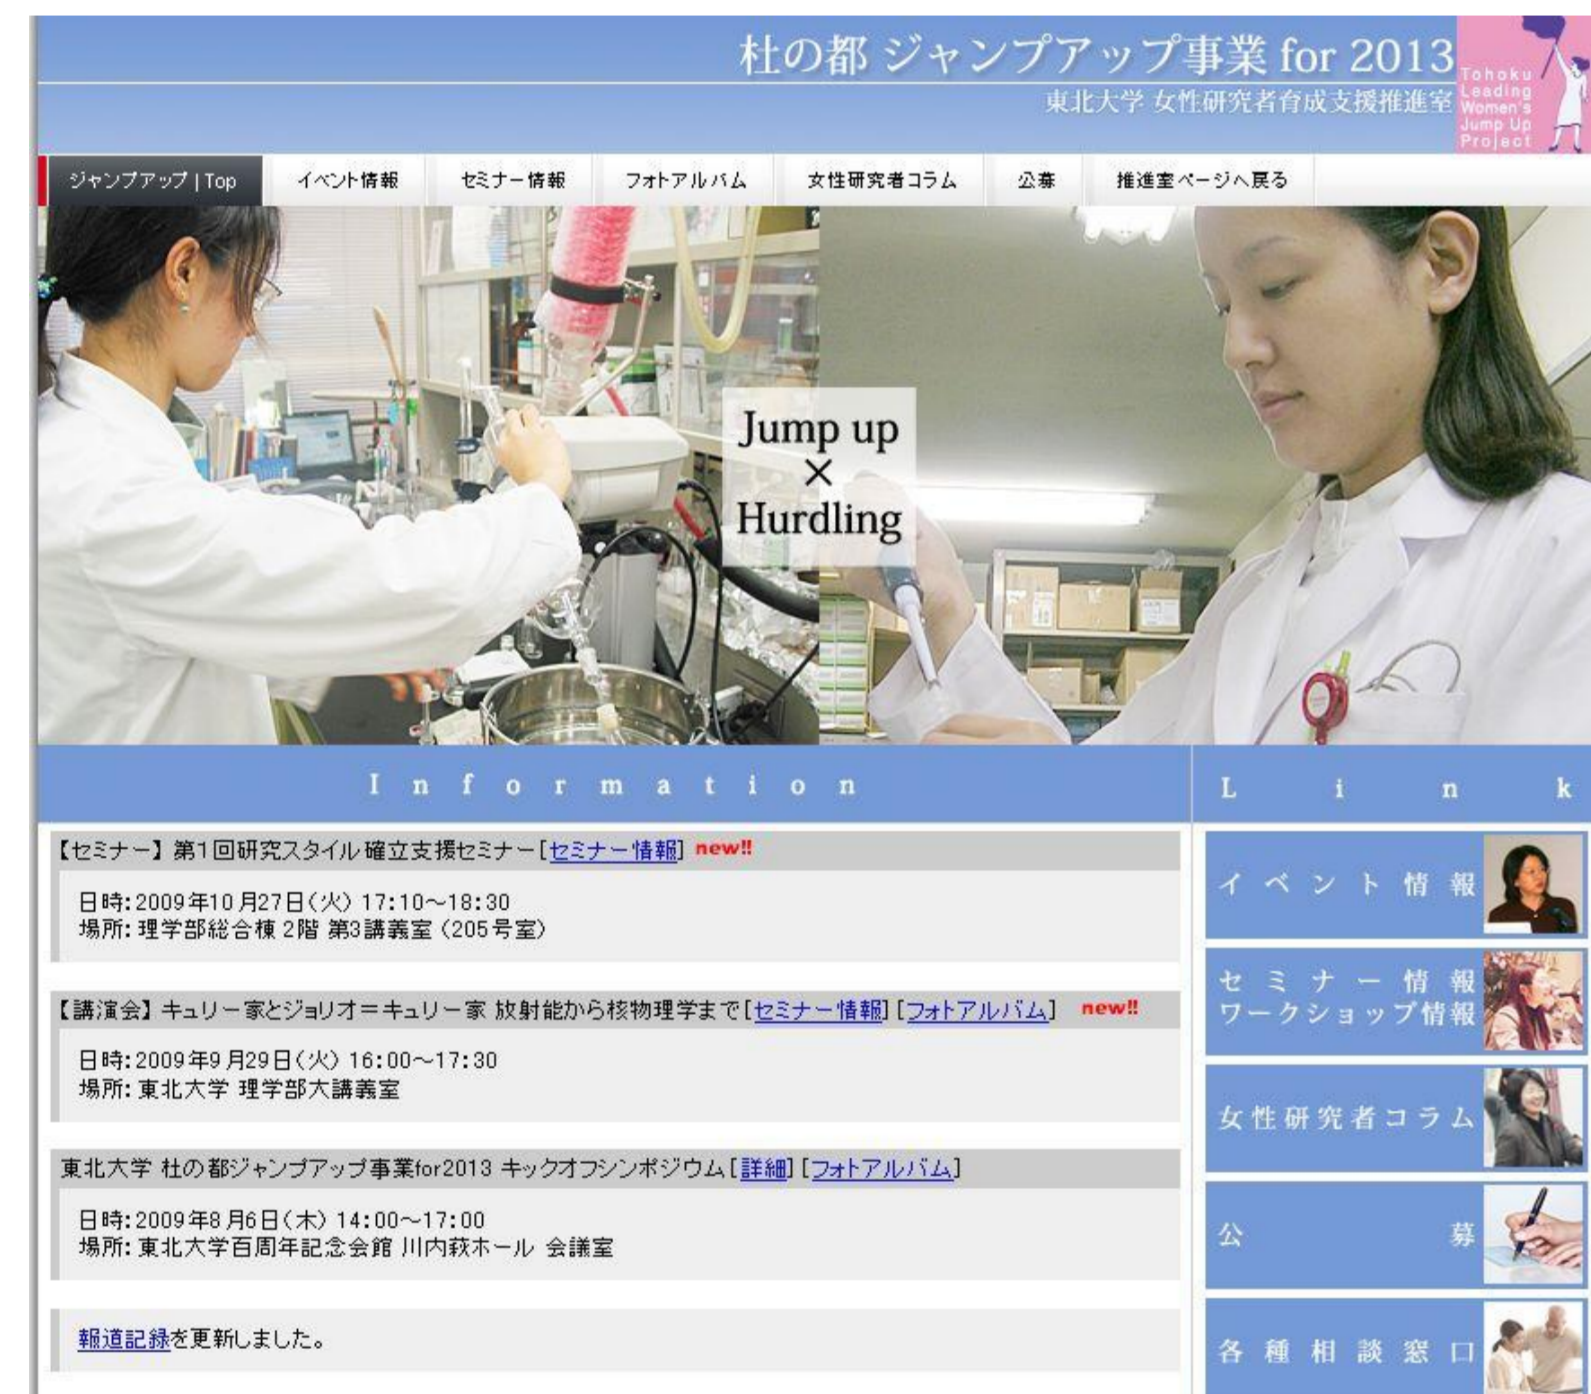 杜の都 ジャンプアップ事業 for 2013
東北大学 女性研究者育成支援推進室
Tohoku
Leading
Women's
Jump Up
Project
ジャンプアップ | Top イベント情報 セミナー情報 フォトアルバム 女性研究者コラム 公募 推進室ページへ戻る
Jump up
×
Hurdling
Information
【セミナー】 第1回研究スタイル確立支援セミナー[セミナー情報] new!!
日時: 2009年10月27日(火) 17:10～18:30
場所: 理学部総合棟 2階 第3講義室 (205号室)
【講演会】 キュリー家とジョリオ＝キュリー家 放射能から核物理学まで[セミナー情報] [フォトアルバム] new!!
日時: 2009年9月29日(火) 16:00～17:30
場所: 東北大学 理学部大講義室
東北大学 杜の都ジャンプアップ事業for2013 キックオフシンポジウム[詳細] [フォトアルバム]
日時: 2009年8月6日(木) 14:00～17:00
場所: 東北大学百周年記念会館 川内萩ホール 会議室
報道記録を更新しました。
Link
イベント情報
セミナー情報
ワークショップ情報
女性研究者コラム
公募
各種相談窓口